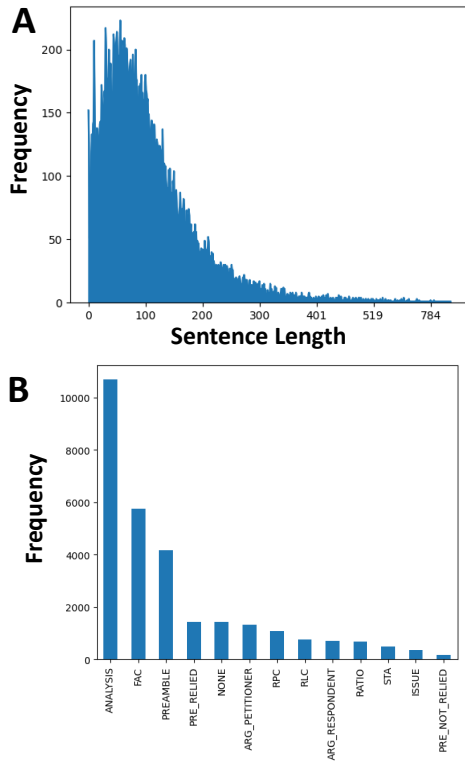 A
Frequency
200
150
100
50
0
0 100 200 300 401 519 784
Sentence Length
B
Frequency
10000
8000
6000
4000
2000
0
ANALYSIS
FAC
PREAMBLE
PRE_RELIED
NONE
ARG_PETITIONER
RPC
RLC
ARG_RESPONDENT
RATIO
STA
ISSUE
PRE_NOT_RELIED